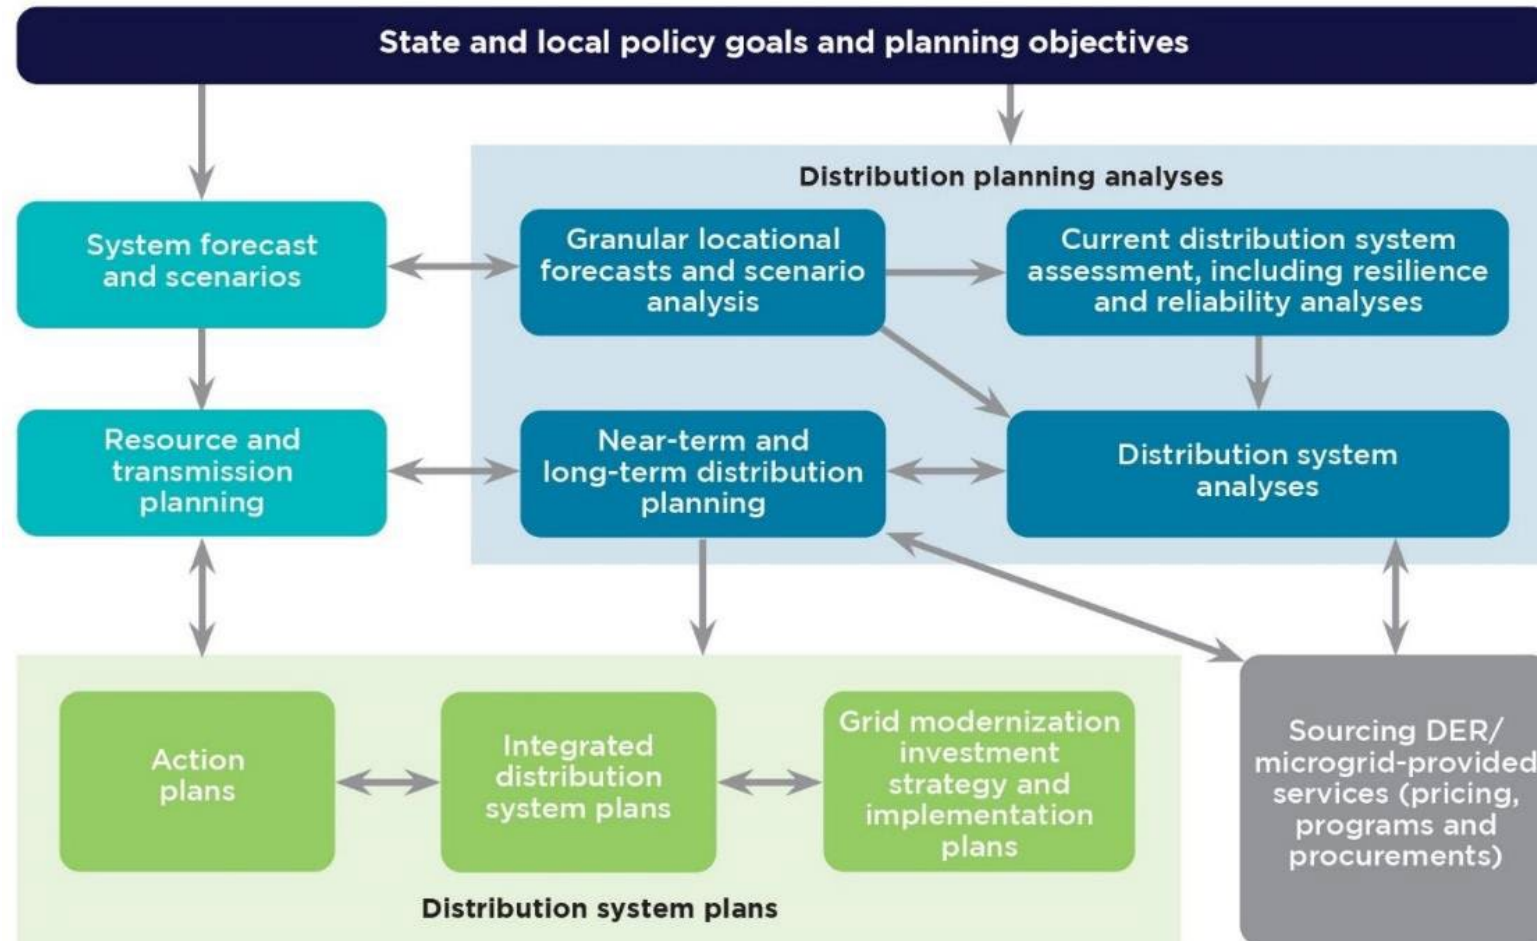 State and local policy goals and planning objectives
Distribution planning analyses
System forecast
and scenarios
Granular locational
forecasts and scenario
analysis
Current distribution system
assessment, including resilience
and reliability analyses
Resource and
transmission
planning
Near-term and
long-term distribution
planning
Distribution system
analyses
Action
plans
Integrated
distribution
system plans
Grid modernization
investment
strategy and
implementation
plans
Sourcing DER/
microgrid-provided
services (pricing,
programs and
procurements)
Distribution system plans